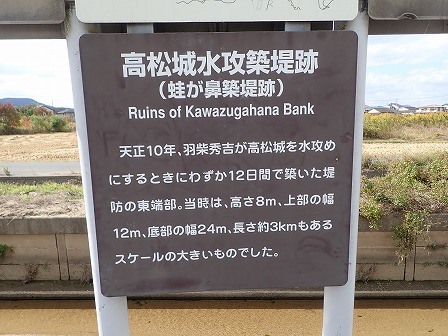 高松城水攻築堤跡
(蛙が鼻築堤跡)
Ruins of Kawazugahana Bank
天正10年、羽柴秀吉が高松城を水攻め
にするときにわずか12日間で築いた堤
防の東端部。当時は、高さ8m、上部の幅
12m、底部の幅24m、長さ約3kmもある
スケールの大きいものでした。